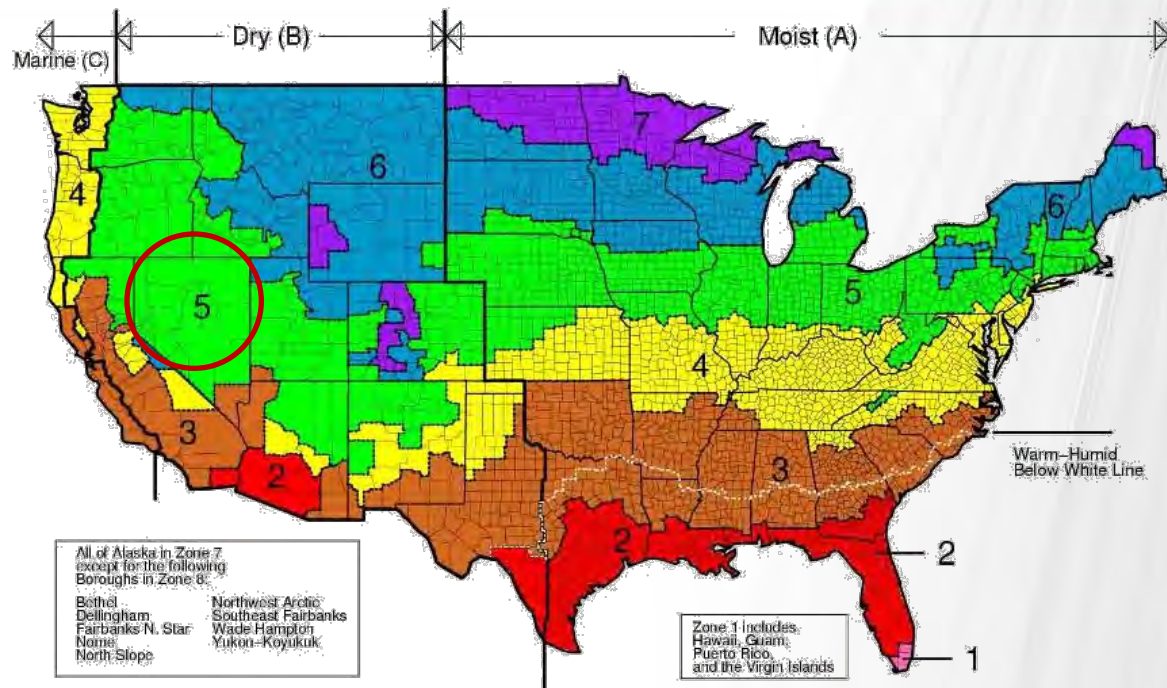 Marine (C)
Dry (B)
Moist (A)
7
6
4
6
5
5
4
3
3
2
2
2
1
Warm-Humid
Below White Line
All of Alaska in Zone 7
except for the following
Boroughs in Zone 8:
Bethel
Dellingham
Fairbanks N. Star
Nome
North Slope
Northwest Arctic
Southeast Fairbanks
Wade Hampton
Yukon-Koyukuk
Zone 1 includes
Hawaii, Guam,
Puerto Rico,
and the Virgin Islands